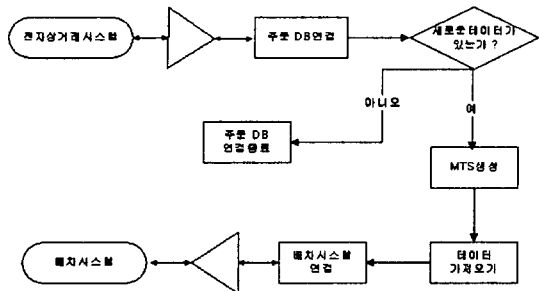 전자상거래시스템
주문 DB연결
새로운데이터가
있는가 ?
아니오
예
주문 DB
연결종료
MTS생성
배차시스템
배차시스템
연결
데이터
가져오기